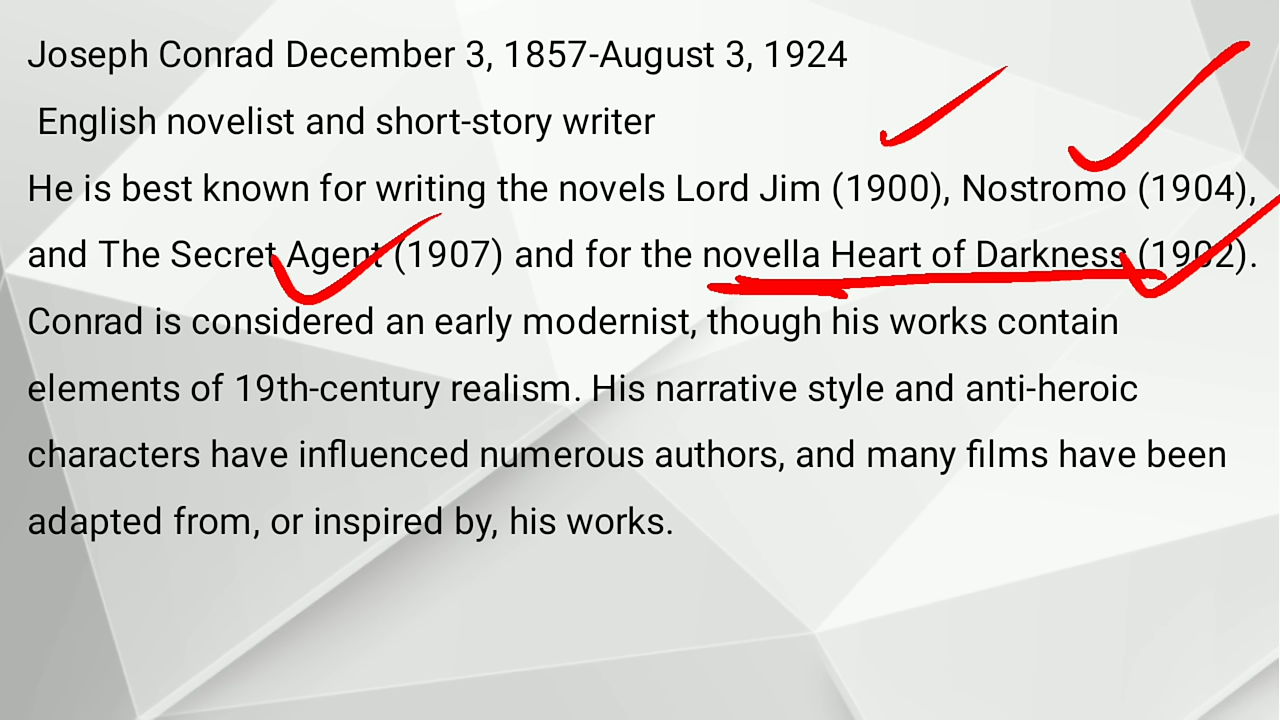 Joseph Conrad December 3, 1857-August 3, 1924
English novelist and short-story writer
He is best known for writing the novels Lord Jim (1900), Nostromo (1904),
and The Secret Agent (1907) and for the novella Heart of Darkness (1902).
Conrad is considered an early modernist, though his works contain
elements of 19th-century realism. His narrative style and anti-heroic
characters have influenced numerous authors, and many films have been
adapted from, or inspired by, his works.